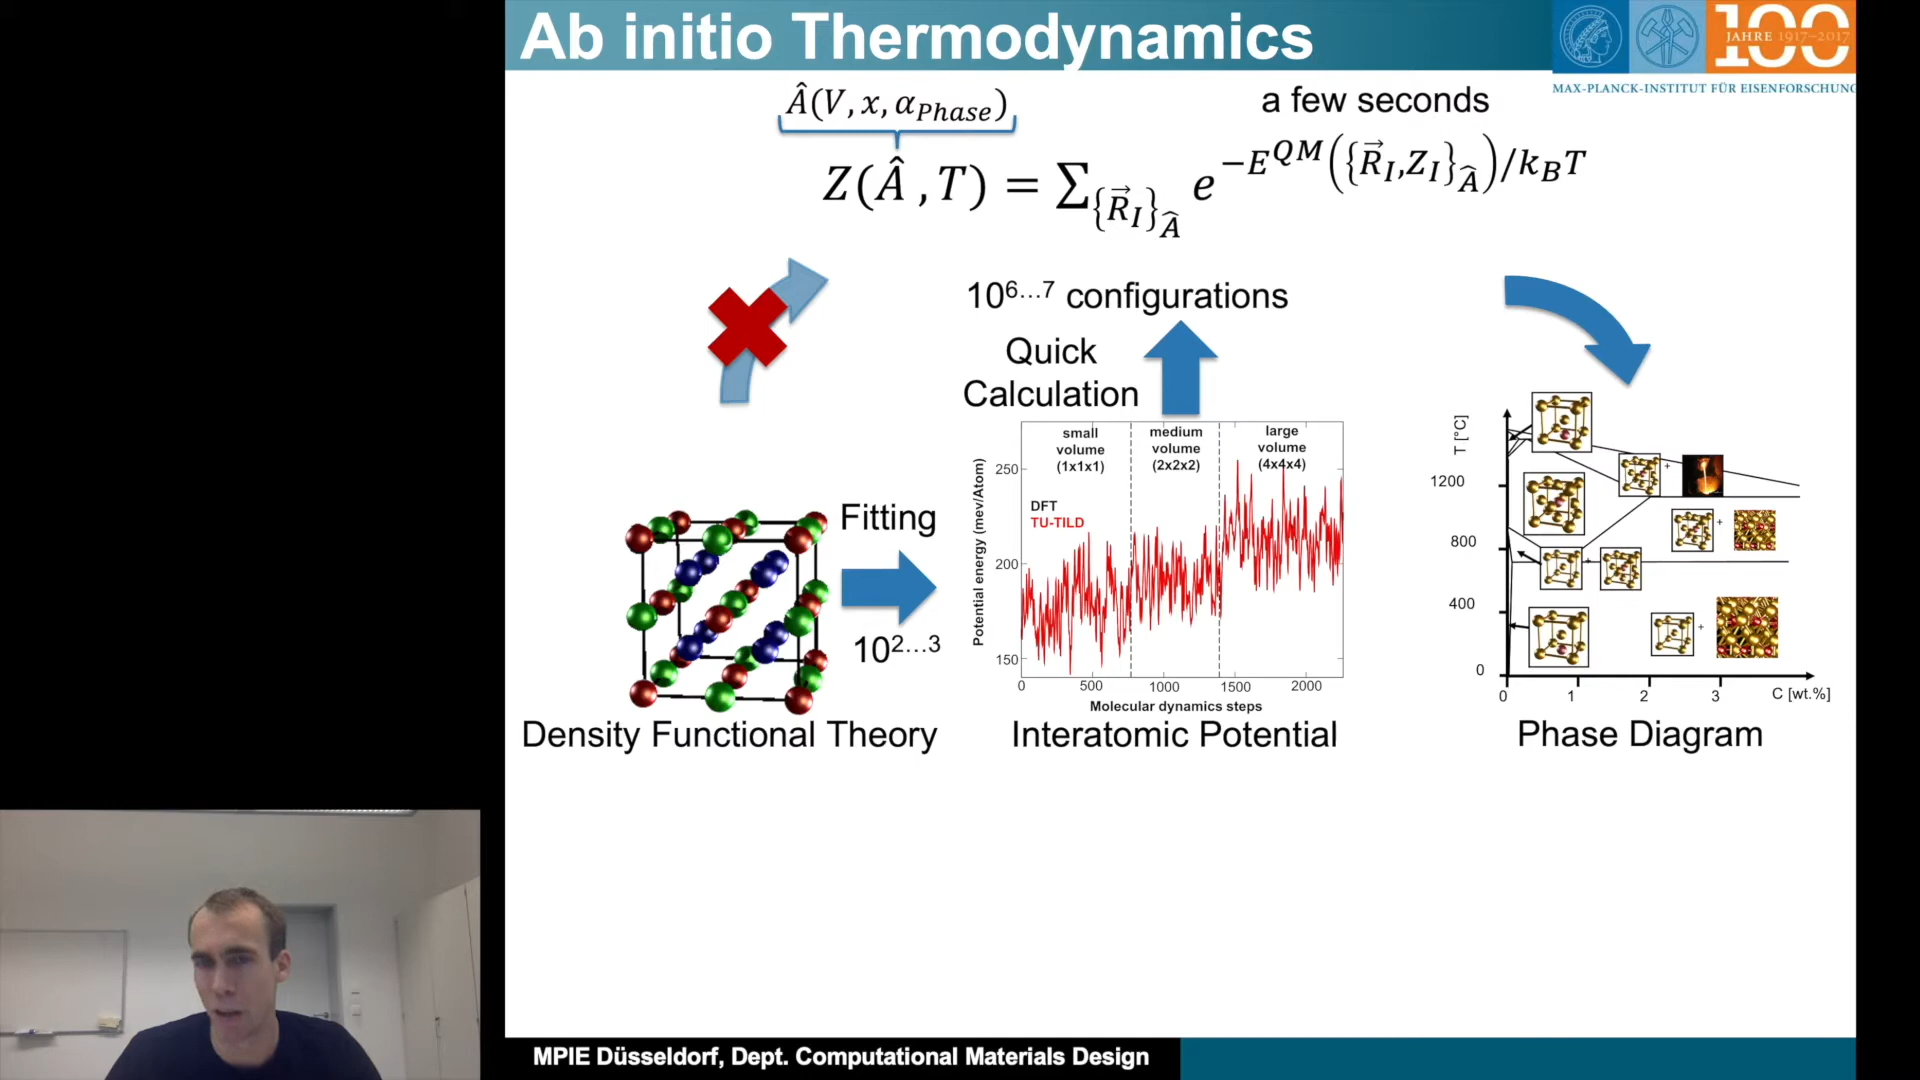 Ab initio Thermodynamics
100
JAHRE 1917–2017
MAX-PLANCK-INSTITUT FÜR EISENFORSCHUNG
Â(V, x, α_Phase)
a few seconds
Z(Â, T) = ∑_{R⃗_I}_Â e^{−E^{QM}({R⃗_I,Z_I}_Â)/k_BT}
10^{6…7} configurations
Quick
Calculation
Fitting
10^{2…3}
small
volume
(1x1x1)
medium
volume
(2x2x2)
large
volume
(4x4x4)
DFT
TU-TILD
Potential energy (mev/Atom)
250
200
150
0 500 1000 1500 2000
Molecular dynamics steps
T [°C]
1200
800
400
0
+
+
+
+
0 1 2 3 C [wt.%]
Density Functional Theory
Interatomic Potential
Phase Diagram
MPIE Düsseldorf, Dept. Computational Materials Design